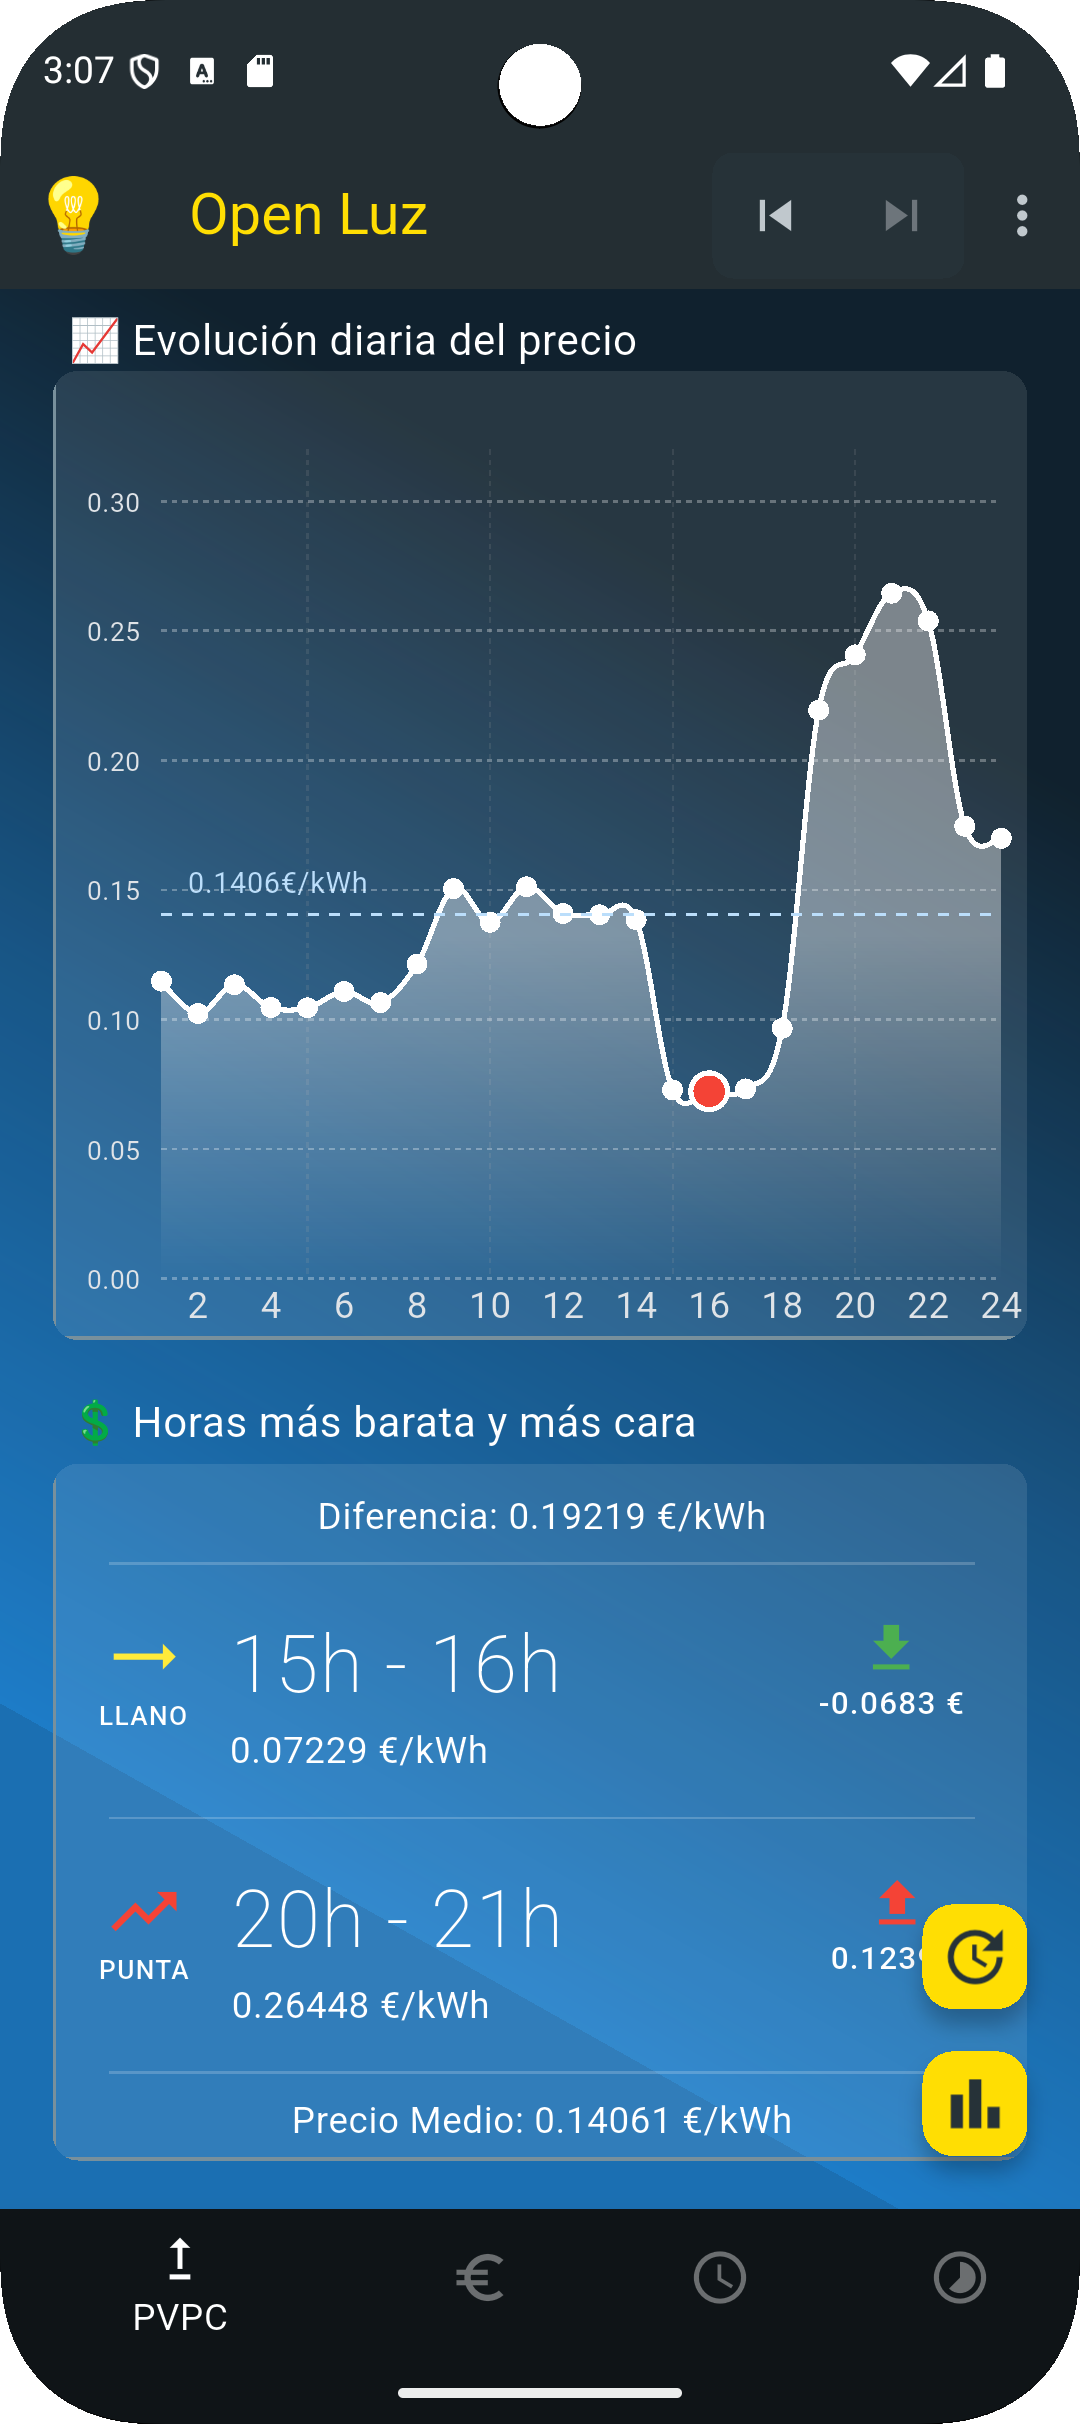 3:07
Open Luz
Evolución diaria del precio
0.30
0.25
0.20
0.15
0.1406€/kWh
0.10
0.05
0.00
2 4 6 8 10 12 14 16 18 20 22 24
Horas más barata y más cara
Diferencia: 0.19219 €/kWh
15h - 16h
LLANO
-0.0683 €
0.07229 €/kWh
20h - 21h
PUNTA
0.123
0.26448 €/kWh
Precio Medio: 0.14061 €/kWh
PVPC